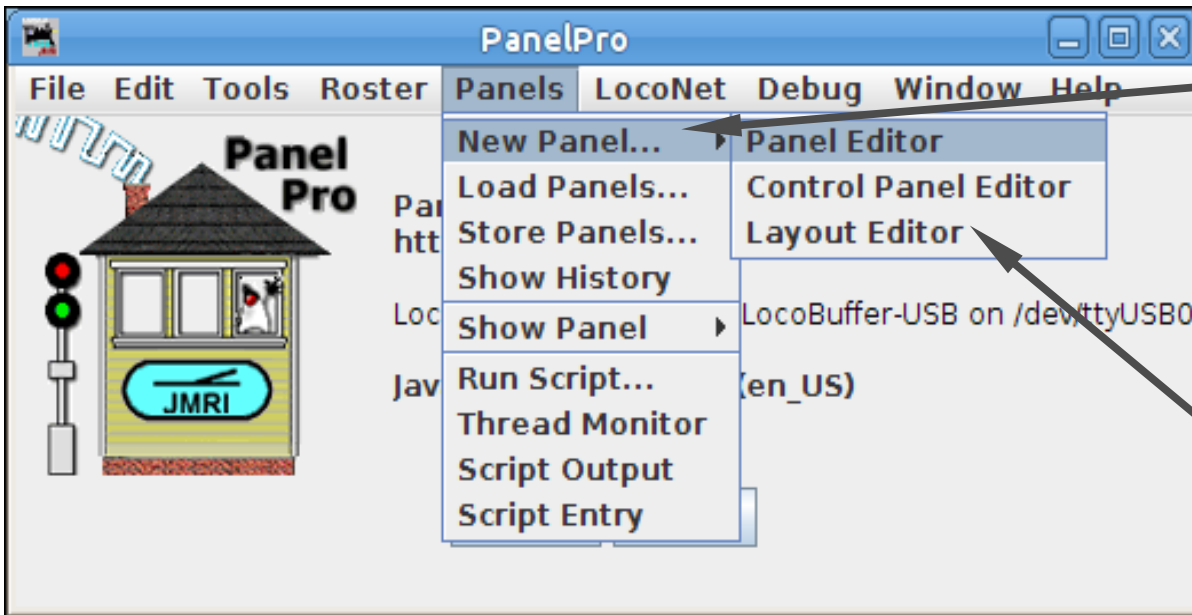 PanelPro
File Edit Tools Roster Panels LocoNet Debug Window Help
Panel
Pro
New Panel... Panel Editor
Load Panels... Control Panel Editor
Store Panels... Layout Editor
Show History
Show Panel LocoBuffer-USB on /dev/ttyUSB0
Run Script... (en_US)
Thread Monitor
Script Output
Script Entry
JMRI